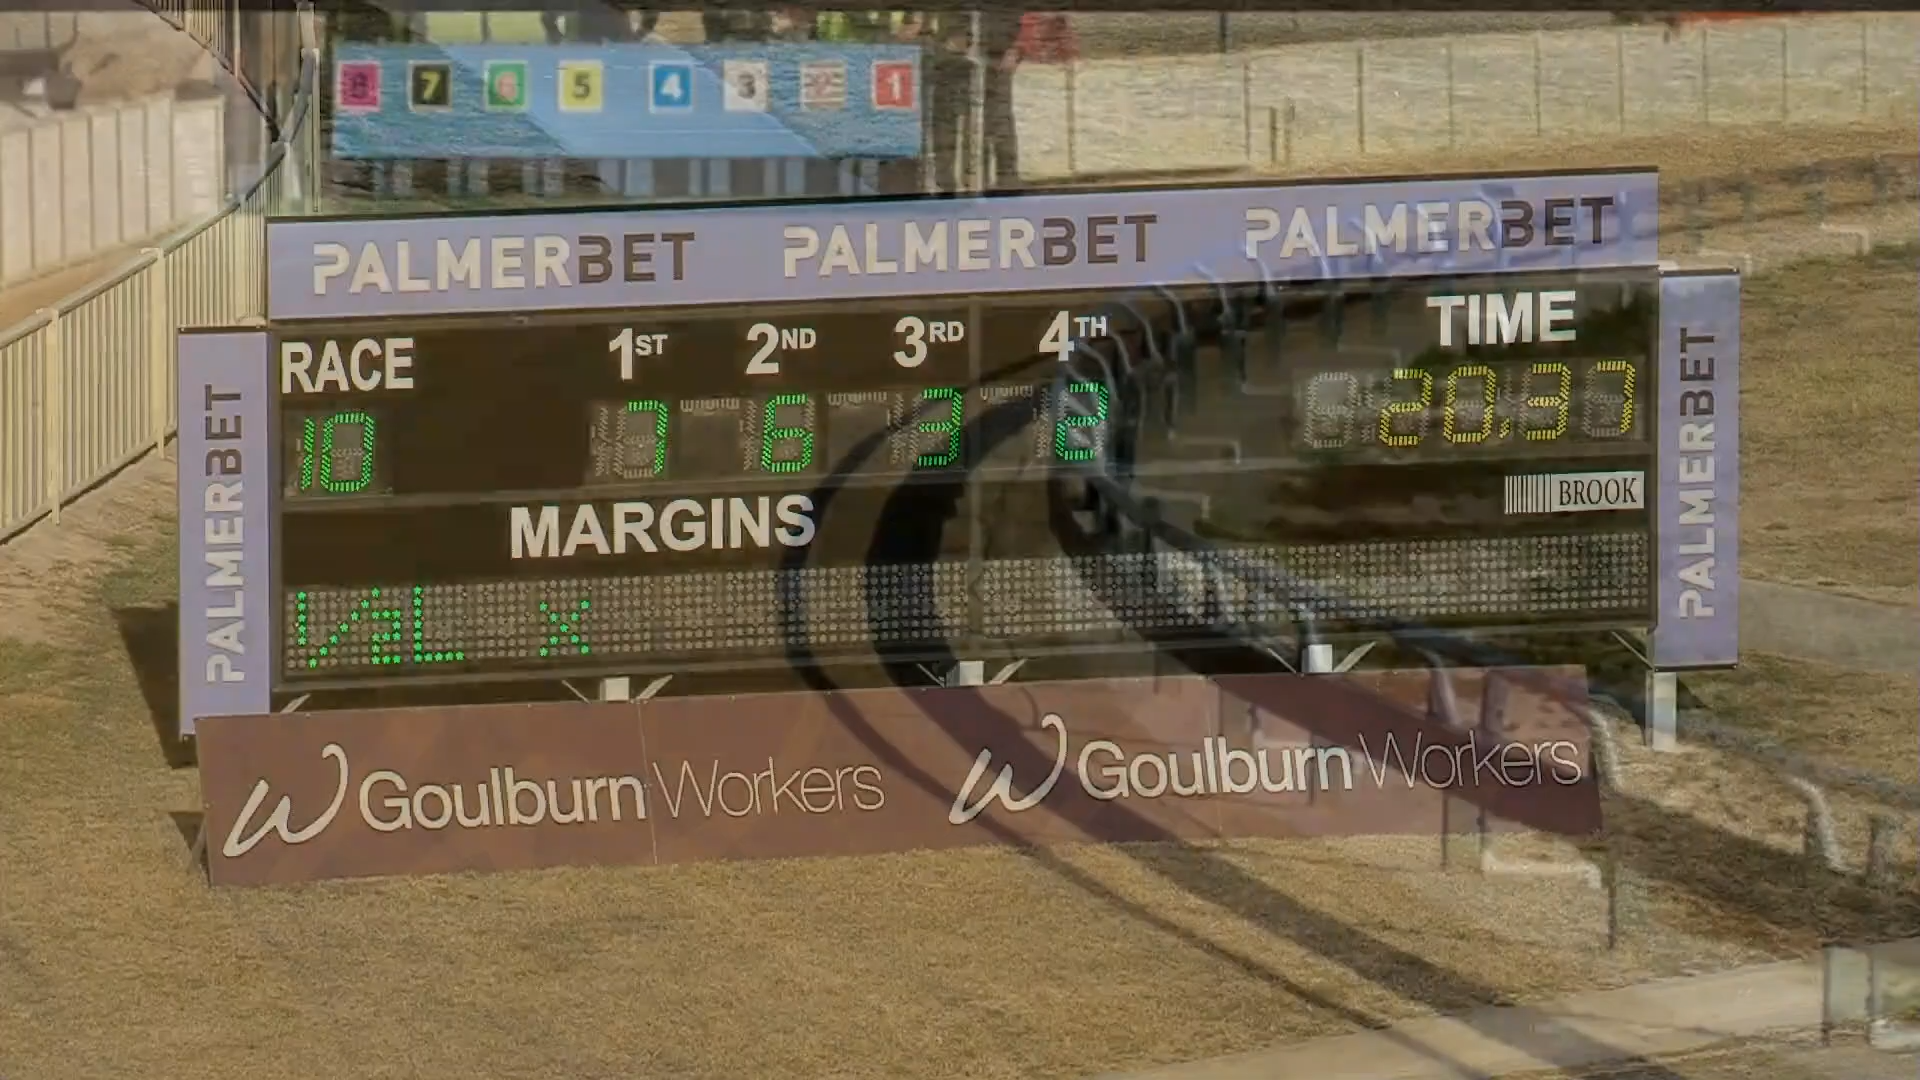 8 7 6 5 4 3 2 1
PALMERBET PALMERBET PALMERBET
RACE 1ST 2ND 3RD 4TH TIME
10 7 6 3 2 20.97
BROOK
MARGINS
PALMERBET
PALMERBET
Goulburn Workers Goulburn Workers